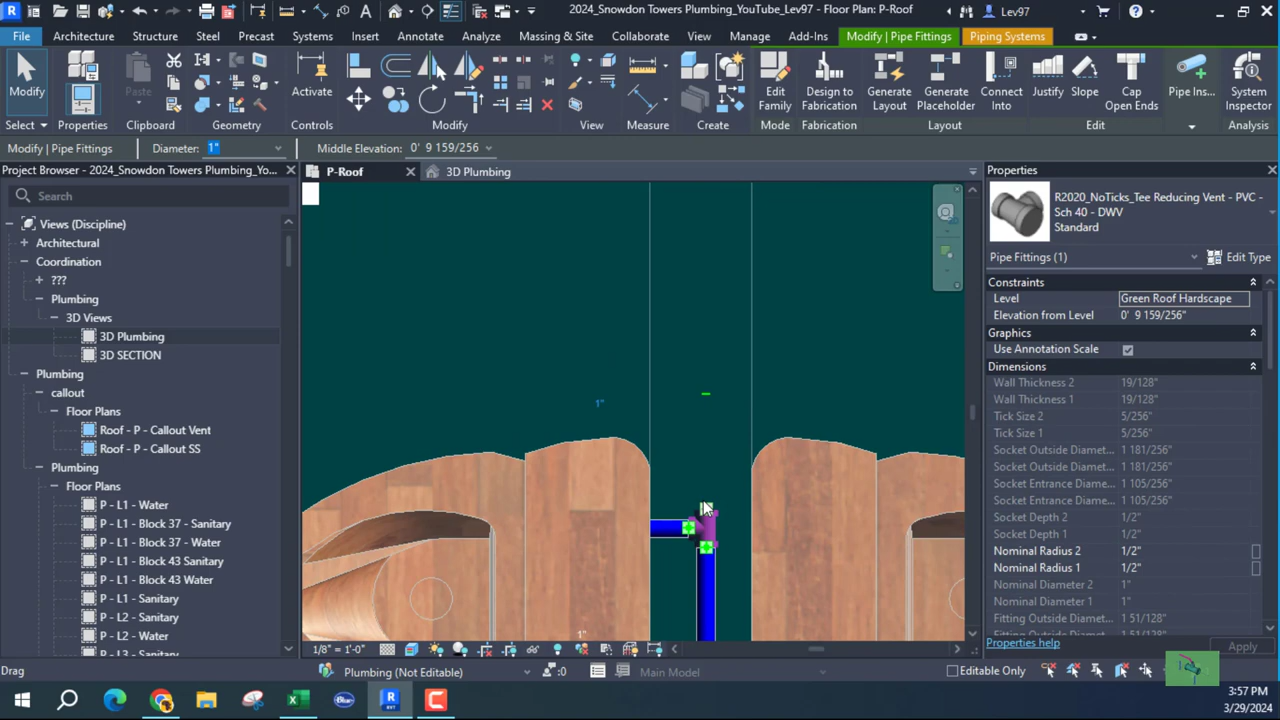 R
A
2024_Snowdon Towers Plumbing_YouTube_Lev97 - Floor Plan: P-Roof
Lev97
File
Architecture
Structure
Steel
Precast
Systems
Insert
Annotate
Analyze
Massing & Site
Collaborate
View
Manage
Add-Ins
Modify | Pipe Fittings
Piping Systems
Modify
Properties
Paste
Activate
Edit
Family
Design to
Fabrication
Generate
Layout
Generate
Placeholder
Connect
Into
Justify
Slope
Cap
Open Ends
Pipe Ins...
System
Inspector
Select
Properties
Clipboard
Geometry
Controls
Modify
View
Measure
Create
Mode
Fabrication
Layout
Edit
Analysis
Modify | Pipe Fittings
Diameter: 1"
Middle Elevation: 0' 9 159/256"
Project Browser - 2024_Snowdon Towers Plumbing_Yo...
P-Roof
3D Plumbing
Properties
Search
Views (Discipline)
Architectural
Coordination
???
Plumbing
3D Views
3D Plumbing
3D SECTION
Plumbing
callout
Floor Plans
Roof - P - Callout Vent
Roof - P - Callout SS
Plumbing
Floor Plans
P - L1 - Water
P - L1 - Block 37 - Sanitary
P - L1 - Block 37 - Water
P - L1 - Block 43 Sanitary
P - L1 - Block 43 Water
P - L1 - Sanitary
P - L2 - Sanitary
P - L2 - Water
P - L3 - Sanitary
1"
1"
R2020_NoTicks_Tee Reducing Vent - PVC -
Sch 40 - DWV
Standard
Pipe Fittings (1)
Edit Type
Constraints
Level
Green Roof Hardscape
Elevation from Level
0' 9 159/256"
Graphics
Use Annotation Scale
Dimensions
Wall Thickness 2
19/128"
Wall Thickness 1
19/128"
Tick Size 2
5/256"
Tick Size 1
5/256"
Socket Outside Diamet...
1 181/256"
Socket Outside Diamet...
1 181/256"
Socket Entrance Diamet...
1 105/256"
Socket Entrance Diamet...
1 105/256"
Socket Depth 2
1/2"
Socket Depth 1
1/2"
Nominal Radius 2
1/2"
Nominal Radius 1
1/2"
Nominal Diameter 2
1"
Nominal Diameter 1
1"
Fitting Outside Diamet...
1 51/128"
Properties help
Apply
1/8" = 1'-0"
Drag
Plumbing (Not Editable)
:0
Main Model
Editable Only
3:57 PM
3/29/2024